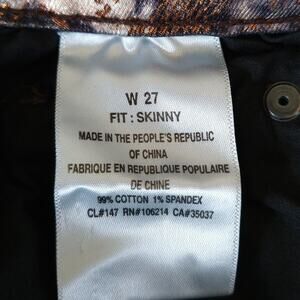 W 27
FIT : SKINNY
MADE IN THE PEOPLE'S REPUBLIC
OF CHINA
FABRIQUE EN REPUBLIQUE POPULAIRE
DE CHINE
99% COTTON 1% SPANDEX
CL#147 RN#106214 CA#35037